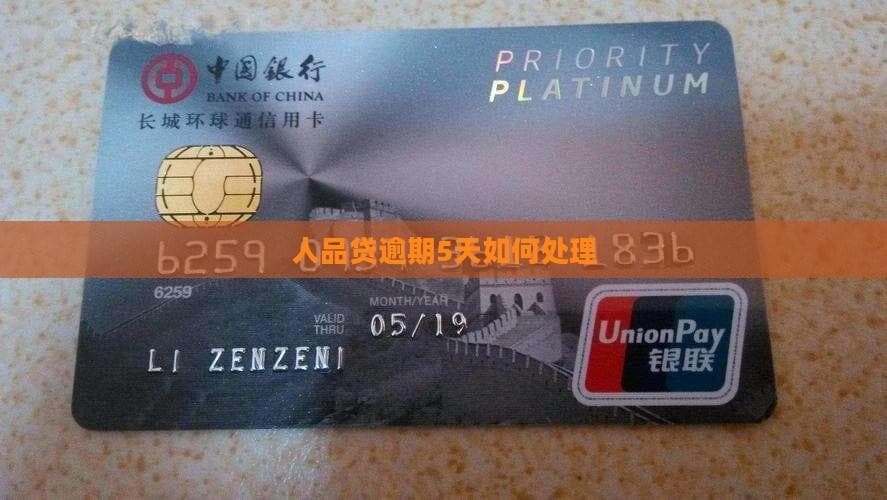 中国銀行
BANK OF CHINA
长城环球通信用卡
PRIORITY
PLATINUM
人品贷逾期5天如何处理
6259
6259
MONTH/YEAR
VALID
THRU
05/19
LI ZENZENI
UnionPay
银联